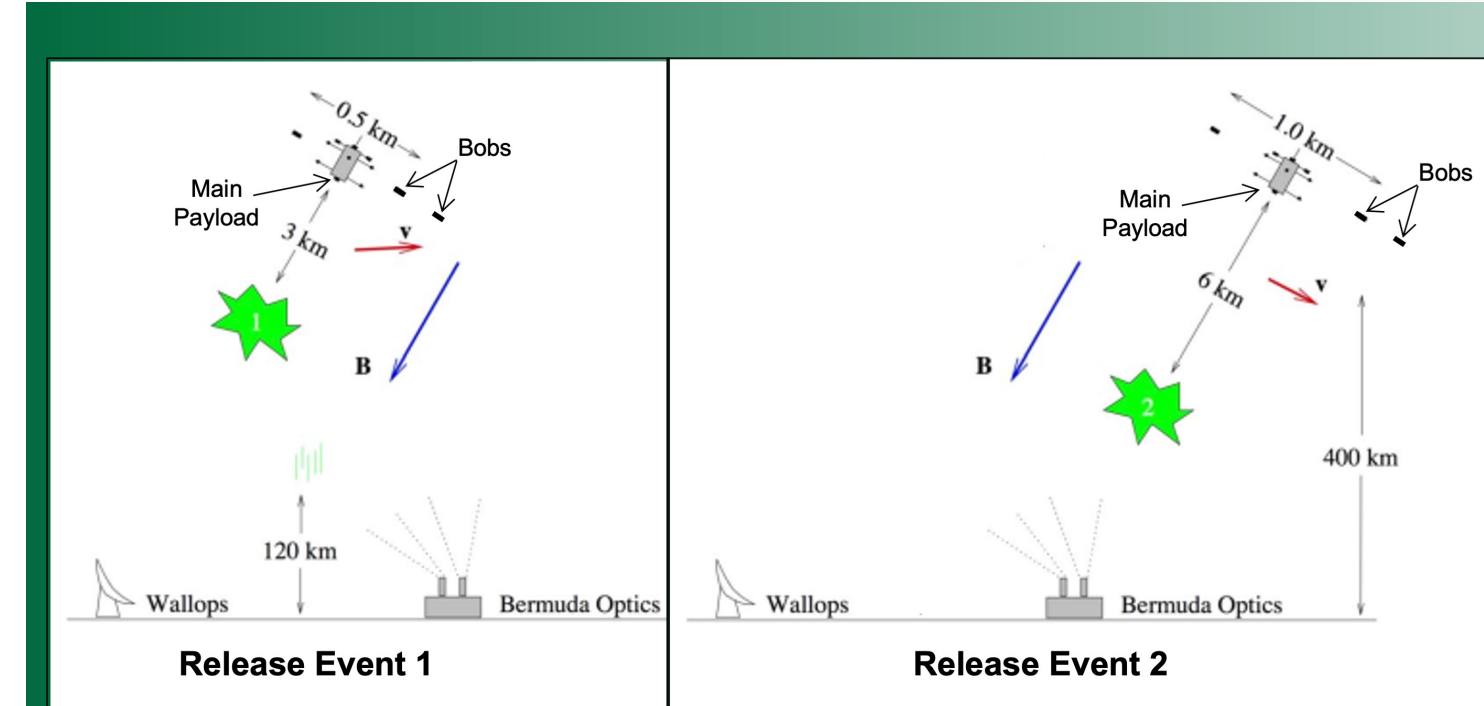 0.5 km
Bobs
Main
Payload
3 km
v
1
B
120 km
Wallops
Bermuda Optics
Release Event 1
1.0 km
Bobs
Main
Payload
6 km
v
B
2
400 km
Wallops
Bermuda Optics
Release Event 2